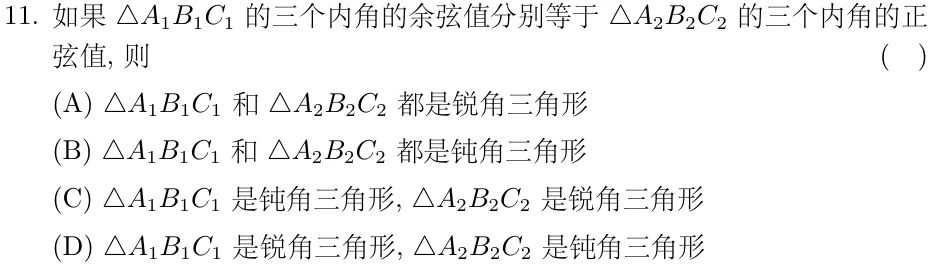 11. 如果 △A₁B₁C₁ 的三个内角的余弦值分别等于 △A₂B₂C₂ 的三个内角的正
弦值, 则 ( )
(A) △A₁B₁C₁ 和 △A₂B₂C₂ 都是锐角三角形
(B) △A₁B₁C₁ 和 △A₂B₂C₂ 都是钝角三角形
(C) △A₁B₁C₁ 是钝角三角形, △A₂B₂C₂ 是锐角三角形
(D) △A₁B₁C₁ 是锐角三角形, △A₂B₂C₂ 是钝角三角形